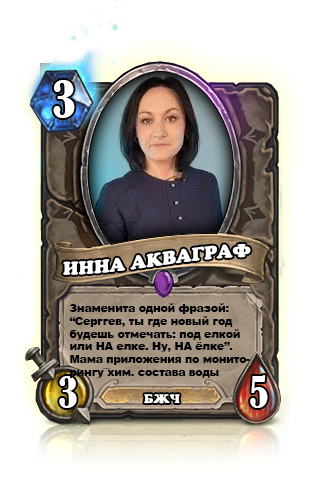 3
ИННА АКВАГРАФ
Знаменита одной фразой:
“Серггев, ты где новый год
будешь отмечать: под елкой
или НА елке. Ну, НА ёлке”.
Мама приложения по монито-
рингу хим. состава воды
3
5
БЖЧ